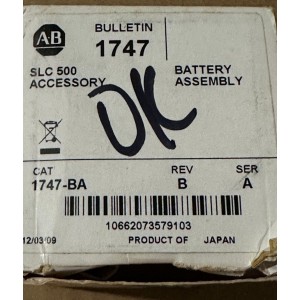 AB
BULLETIN
1747
SLC 500
ACCESSORY
BATTERY
ASSEMBLY
OK
CAT
REV
SER
1747-BA
B
A
10662073579103
12/03/09
PRODUCT OF JAPAN